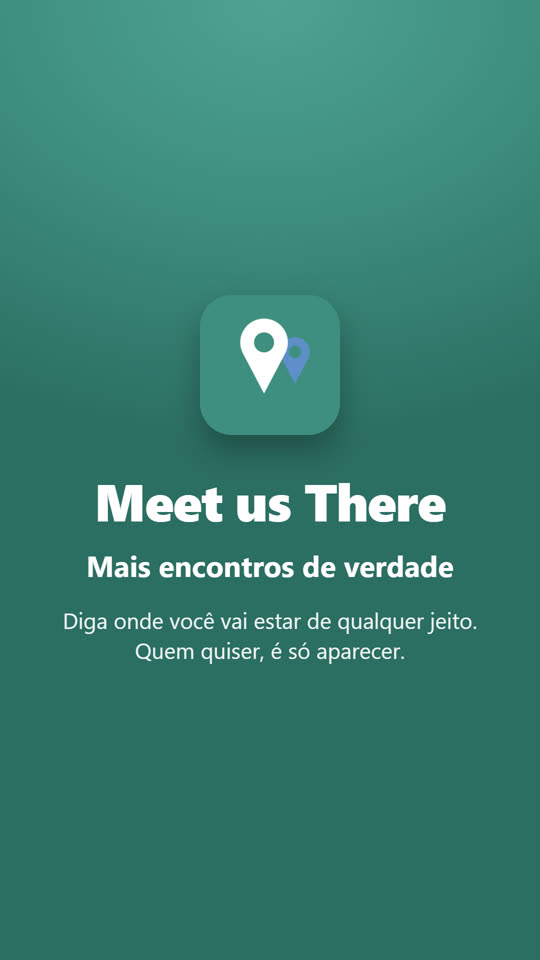 Meet us There
Mais encontros de verdade
Diga onde você vai estar de qualquer jeito.
Quem quiser, é só aparecer.